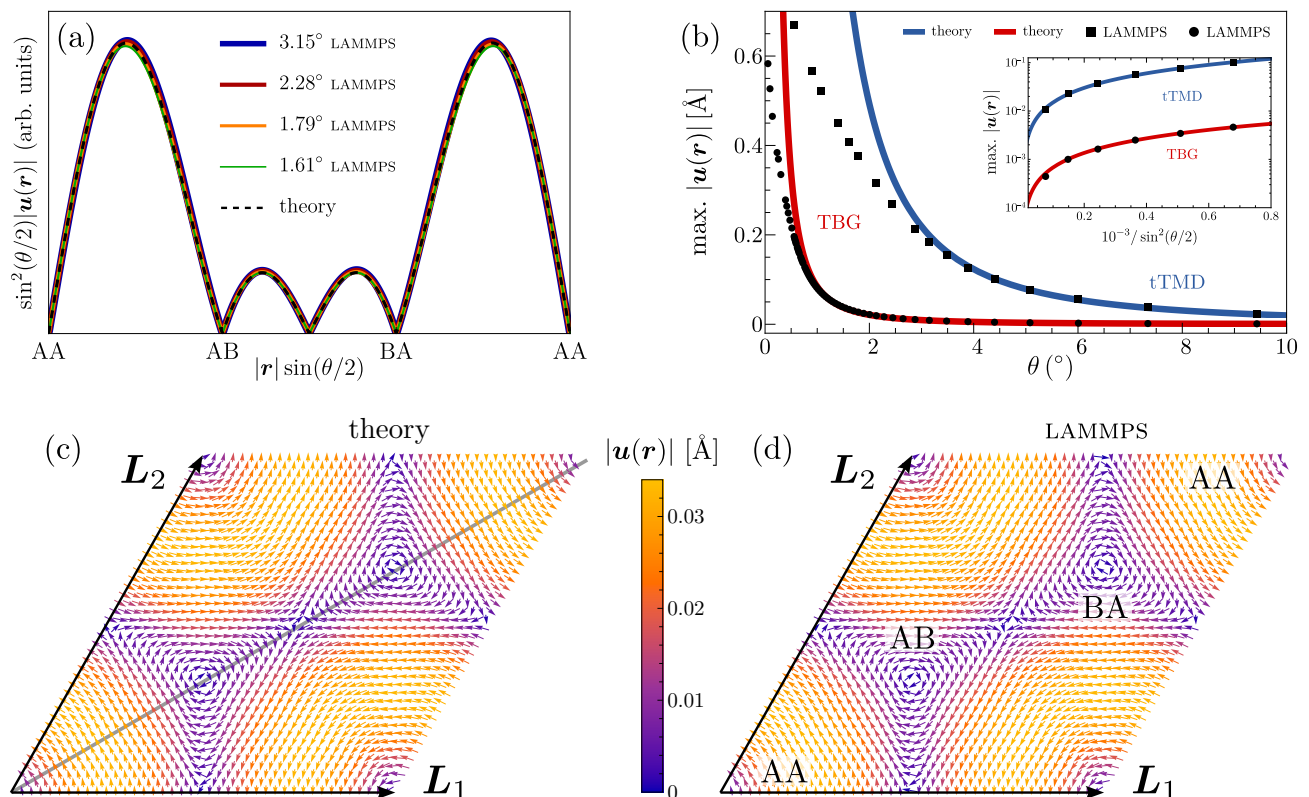 (a)
3.15° LAMMPS
2.28° LAMMPS
1.79° LAMMPS
1.61° LAMMPS
theory
sin²(θ/2)|u(r)| (arb. units)
AA AB BA AA
|r| sin(θ/2)
(b)
theory theory LAMMPS LAMMPS
max. |u(r)| [Å]
0.6
0.4
0.2
0
TBG
tTMD
0 2 4 6 8 10
θ (°)
max. |u(r)|
10⁻¹
10⁻²
10⁻³
10⁻⁴
tTMD
TBG
0.2 0.4 0.6 0.8
10⁻³/ sin²(θ/2)
(c)
theory
L₂
L₁
|u(r)| [Å]
0.03
0.02
0.01
0
(d)
LAMMPS
L₂
AA
BA
AB
AA
L₁